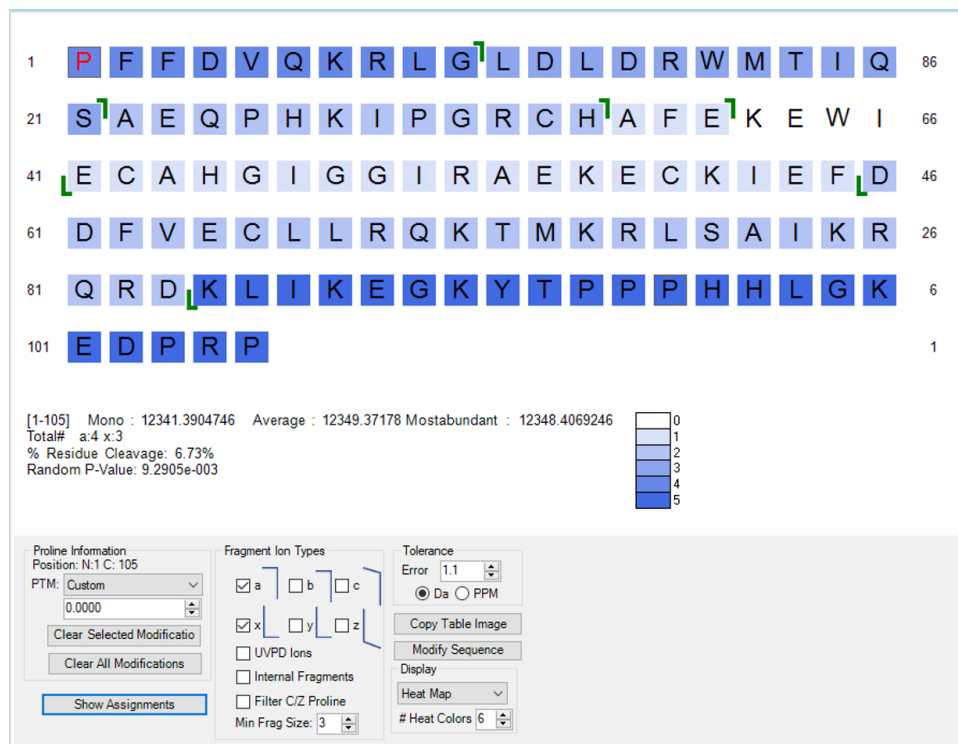 1 P F F D V Q K R L G L D L D R W M T I Q 86
21 S A E Q P H K I P G R C H A F E K E W I 66
41 E C A H G I G G I R A E K E C K I E F D 46
61 D F V E C L L R Q K T M K R L S A I K R 26
81 Q R D K L I K E G K Y T P P P H H L G K 6
101 E D P R P 1
[1-105] Mono : 12341.3904746 Average : 12349.37178 Mostabundant : 12348.4069246
Total# a:4 x:3
% Residue Cleavage: 6.73%
Random P-Value: 9.2905e-003
0
1
2
3
4
5
Proline Information
Position: N:1 C: 105
PTM: Custom
0.0000
Clear Selected Modificatio
Clear All Modifications
Show Assignments
Fragment Ion Types
a b c
x y z
UVPD Ions
Internal Fragments
Filter C/Z Proline
Min Frag Size: 3
Tolerance
Error 1.1
Da PPM
Copy Table Image
Modify Sequence
Display
Heat Map
# Heat Colors 6